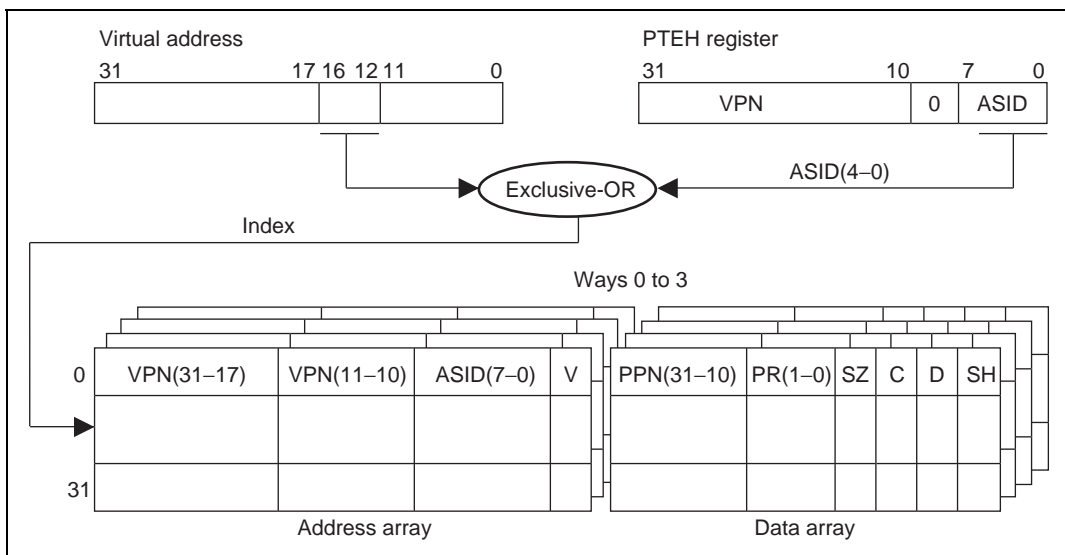 Virtual address
31 17 16 12 11 0
PTEH register
31 10 7 0
VPN 0 ASID
Exclusive-OR
ASID(4–0)
Index
Ways 0 to 3
0 VPN(31–17) VPN(11–10) ASID(7–0) V PPN(31–10) PR(1–0) SZ C D SH
31
Address array Data array